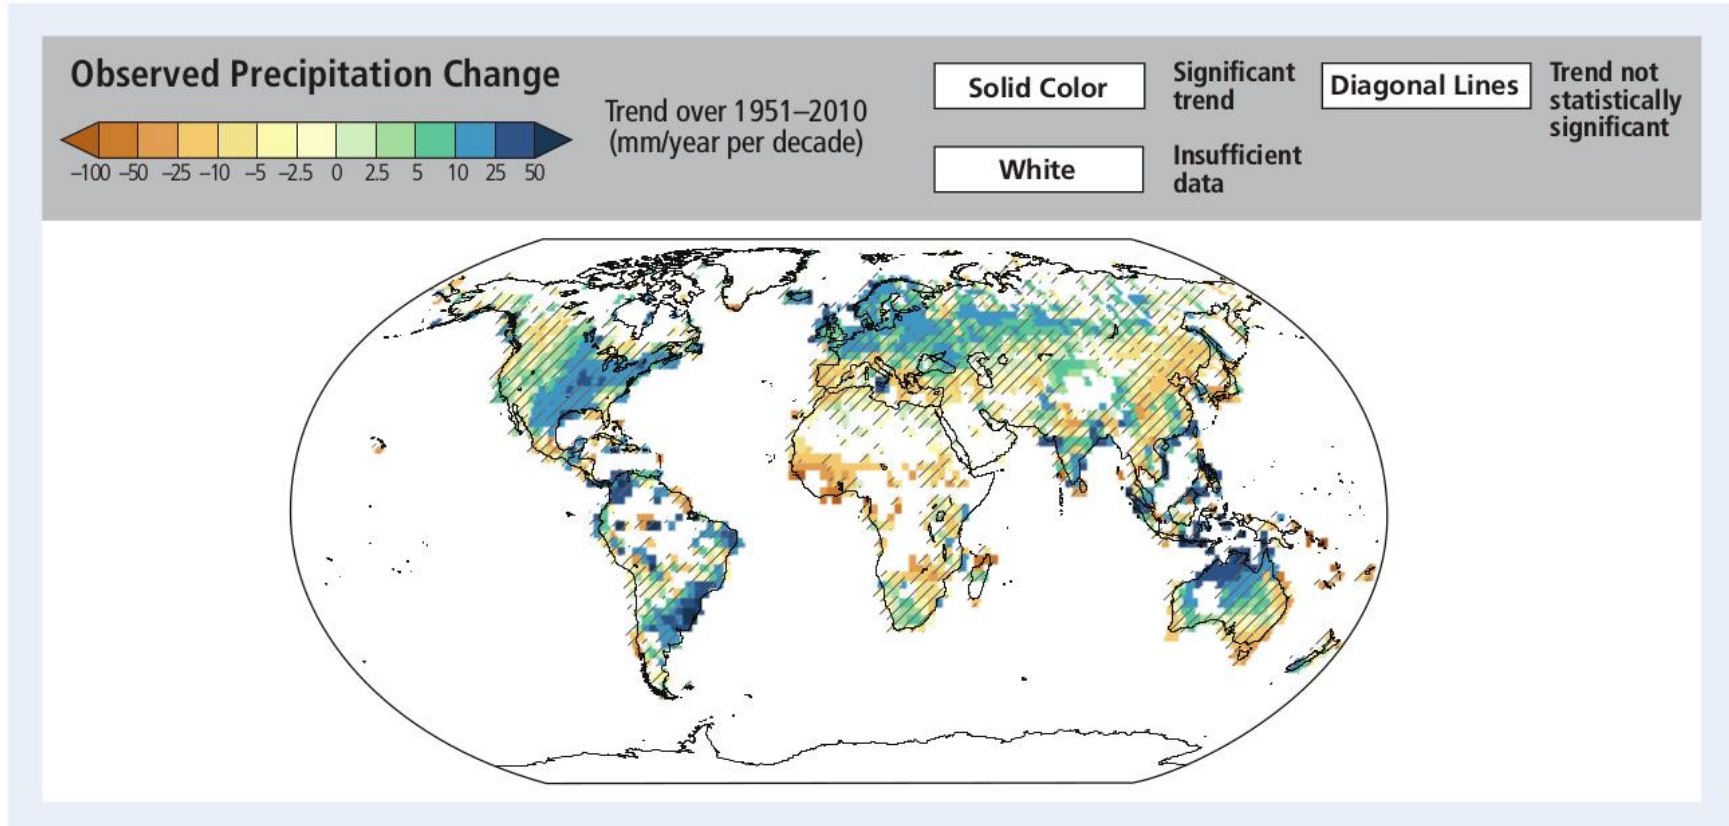 Observed Precipitation Change
–100 –50 –25 –10 –5 –2.5 0 2.5 5 10 25 50
Trend over 1951–2010
(mm/year per decade)
Solid Color
Significant
trend
Diagonal Lines
Trend not
statistically
significant
White
Insufficient
data